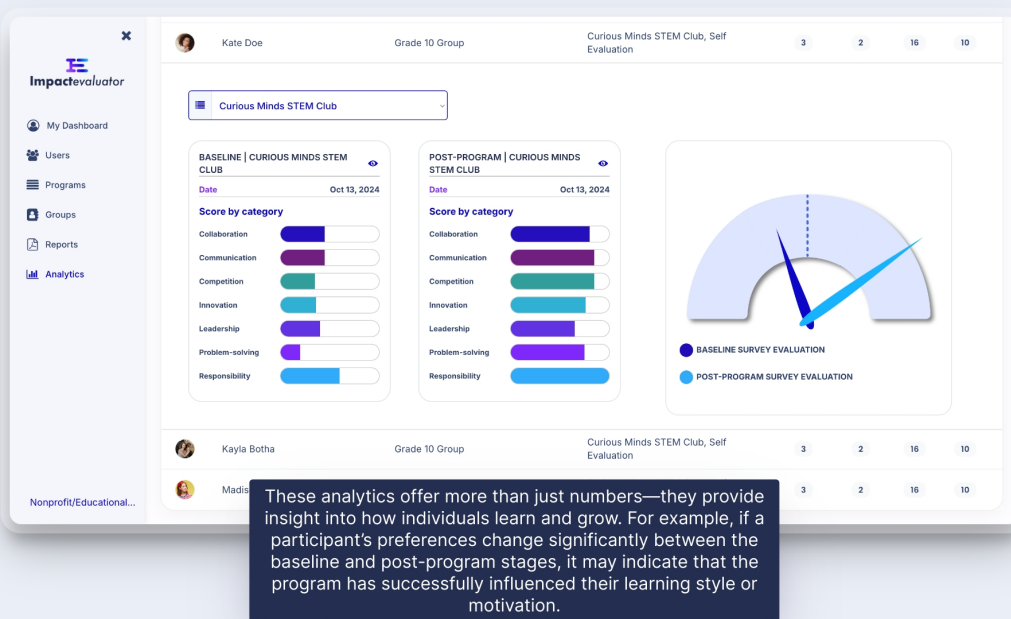 Kate Doe
Grade 10 Group
Curious Minds STEM Club, Self
Evaluation
3
2
16
10
Impactevaluator
My Dashboard
Users
Programs
Groups
Reports
Analytics
Nonprofit/Educational...
Curious Minds STEM Club
BASELINE | CURIOUS MINDS STEM
CLUB
Date Oct 13, 2024
Score by category
Collaboration
Communication
Competition
Innovation
Leadership
Problem-solving
Responsibility
POST-PROGRAM | CURIOUS MINDS
STEM CLUB
Date Oct 13, 2024
Score by category
Collaboration
Communication
Competition
Innovation
Leadership
Problem-solving
Responsibility
BASELINE SURVEY EVALUATION
POST-PROGRAM SURVEY EVALUATION
Kayla Botha
Grade 10 Group
Curious Minds STEM Club, Self
Evaluation
3
2
16
10
Madis
3
2
16
10
These analytics offer more than just numbers—they provide
insight into how individuals learn and grow. For example, if a
participant's preferences change significantly between the
baseline and post-program stages, it may indicate that the
program has successfully influenced their learning style or
motivation.